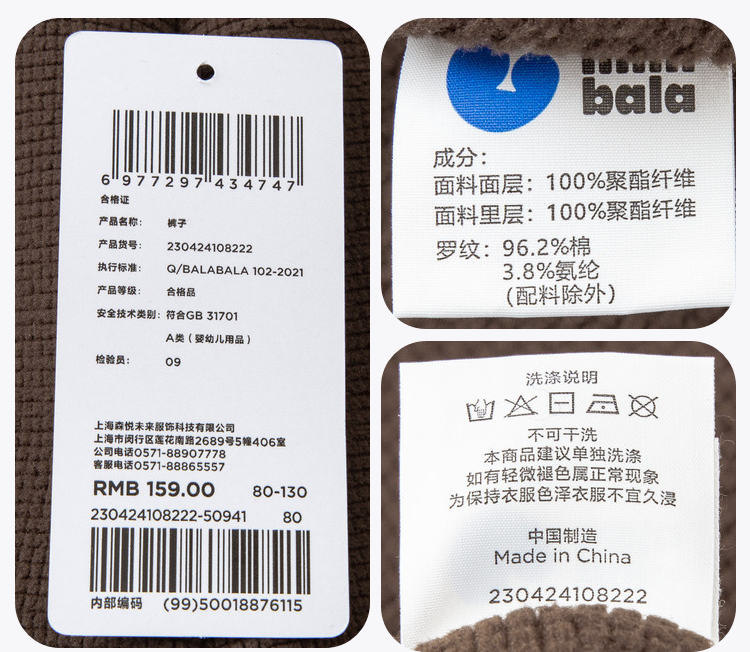 6 977297 434747
合格证
产品名称: 裤子
产品货号: 230424108222
执行标准: Q/BALABALA 102-2021
产品等级: 合格品
安全技术类别: 符合GB 31701
A类（婴幼儿用品）
检验员: 09
上海森悦未来服饰科技有限公司
上海市闵行区莲花南路2689号5幢406室
公司电话0571-88907778
客服电话0571-88865557
RMB 159.00 80-130
230424108222-50941 80
内部编码 (99)50018876115
bala
成分：
面料面层：100%聚酯纤维
面料里层：100%聚酯纤维
罗纹：96.2%棉
3.8%氨纶
(配料除外)
洗涤说明
不可干洗
本商品建议单独洗涤
如有轻微褪色属正常现象
为保持衣服色泽衣服不宜久浸
中国制造
Made in China
230424108222